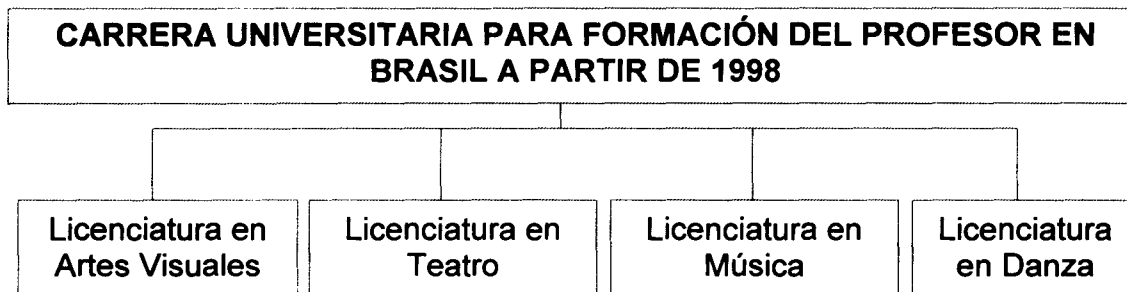 CARRERA UNIVERSITARIA PARA FORMACIÓN DEL PROFESOR EN
BRASIL A PARTIR DE 1998
Licenciatura en
Artes Visuales
Licenciatura en
Teatro
Licenciatura en
Música
Licenciatura
en Danza